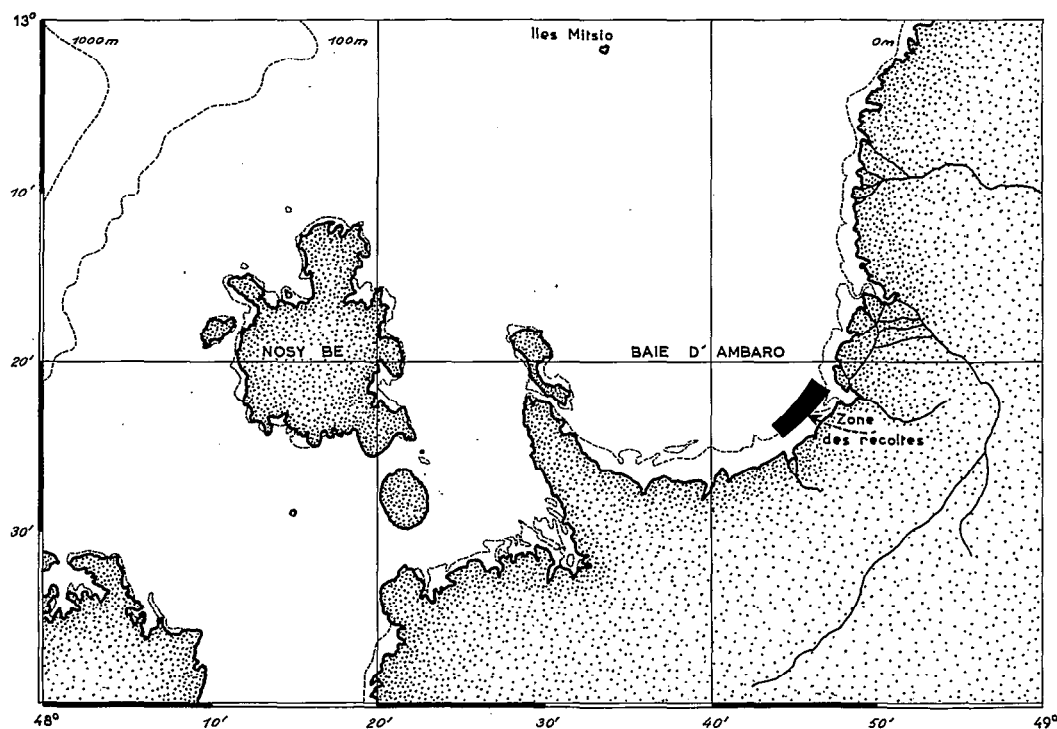 13°
1000m
100m
Iles Mitsio
0m
10'
NOSY BE
20'
BAIE D' AMBARO
Zone
des récoltes
30'
48°
10'
20'
30'
40'
50'
49°